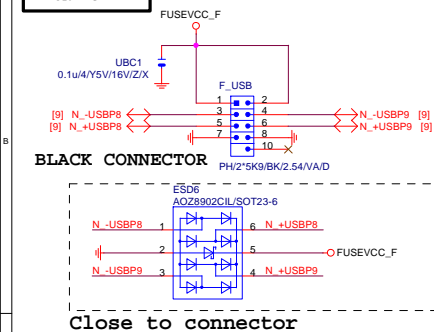 FUSEVCC_F
UBC1
0.1u/4/Y5V/16V/Z/X
F_USB
1 2
[9] N_-USBP8 3 4 N_-USBP9 [9]
[9] N_+USBP8 5 6 N_+USBP9 [9]
7 8
10
B
BLACK CONNECTOR
PH/2*5K9/BK/2.54/VA/D
ESD6
AOZ8902CIL/SOT23-6
N_-USBP8 1 6 N_+USBP8
2 5 FUSEVCC_F
N_-USBP9 3 4 N_+USBP9
Close to connector